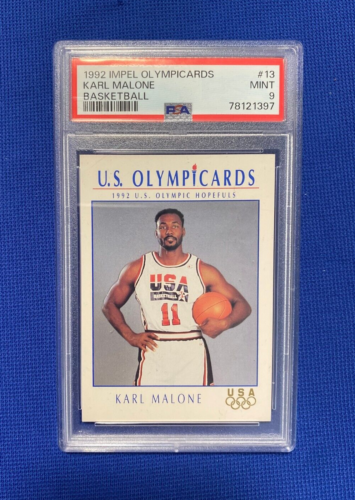 1992 IMPEL OLYMPICARDS #13
KARL MALONE MINT
BASKETBALL 9
PSA 78121397
U.S. OLYMPICARDS
1992 U.S. OLYMPIC HOPEFULS
USA
BASKETBALL
11
KARL MALONE
USA